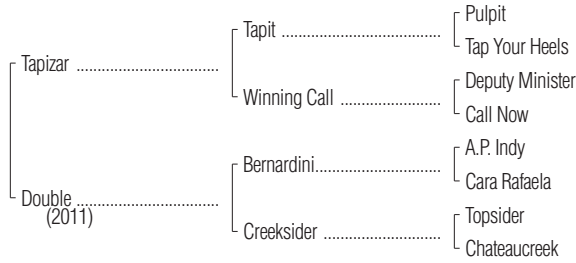 Pulpit
Tapit ........................................
Tap Your Heels
Tapizar ....................................
Deputy Minister
Winning Call .........................
Call Now
A.P. Indy
Bernardini...............................
Cara Rafaela
Double ....................................
(2011)
Topsider
Creeksider .............................
Chateaucreek